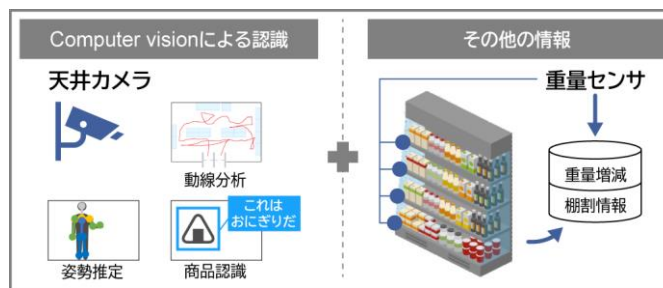 Computer visionによる認識
天井カメラ
動線分析
これは
おにぎりだ
姿勢推定
商品認識
その他の情報
重量センサ
重量増減
棚割情報